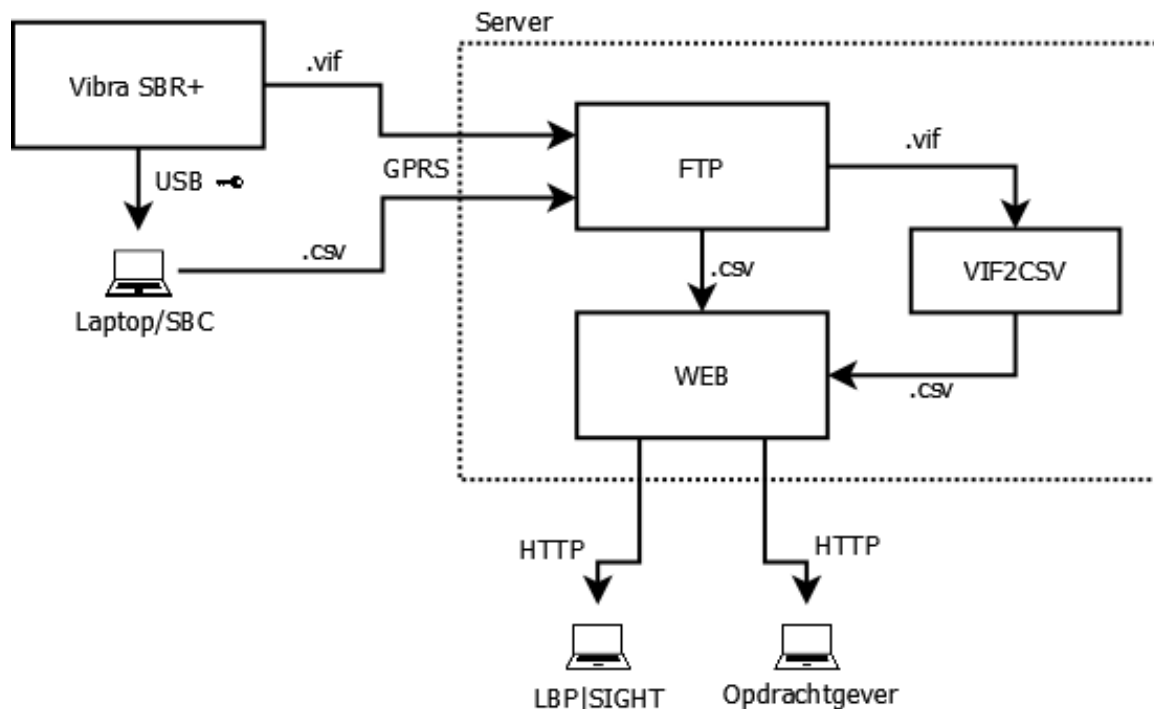 Server
Vibra SBR+
.vif
FTP
.vif
USB
GPRS
.csv
Laptop/SBC
.csv
VIF2CSV
WEB
.csv
HTTP
HTTP
LBP|SIGHT
Opdrachtgever